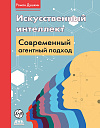 Роман Душкин
Искусственный
интеллект
Современный
агентный подход